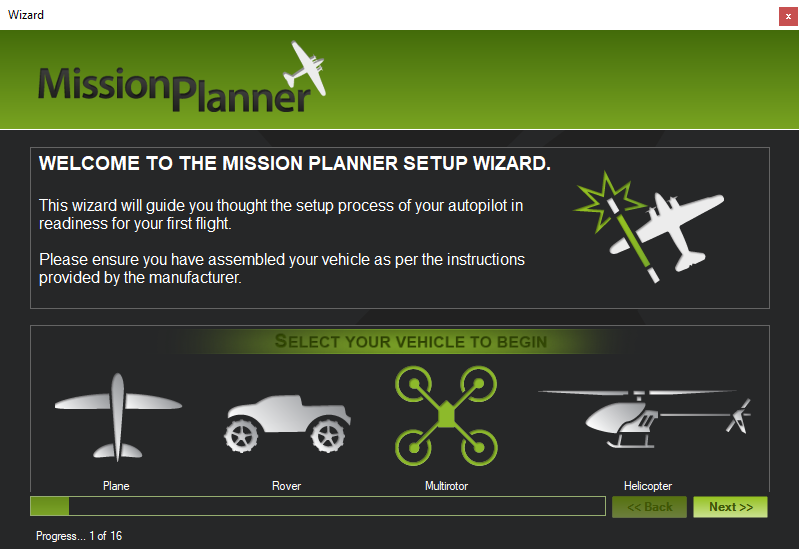 Wizard
x
MissionPlanner
WELCOME TO THE MISSION PLANNER SETUP WIZARD.
This wizard will guide you thought the setup process of your autopilot in
readiness for your first flight.
Please ensure you have assembled your vehicle as per the instructions
provided by the manufacturer.
SELECT YOUR VEHICLE TO BEGIN
Plane
Rover
Multirotor
Helicopter
<< Back
Next >>
Progress... 1 of 16